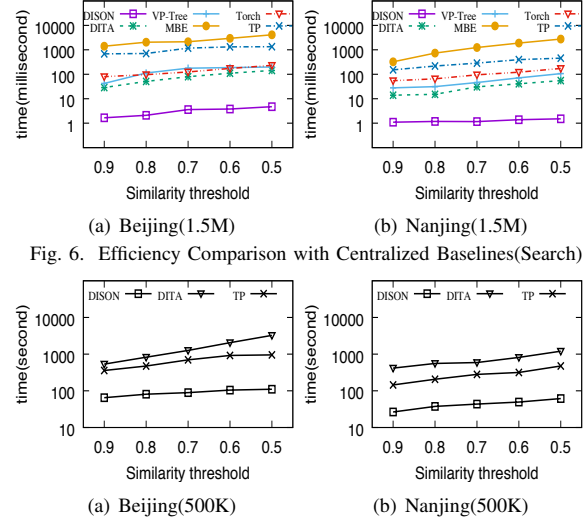 DISON VP-Tree Torch
DITA MBE TP
time(millisecond)
10000
1000
100
10
1
0.9 0.8 0.7 0.6 0.5
Similarity threshold
(a) Beijing(1.5M)
DISON VP-Tree Torch
DITA MBE TP
time(millisecond)
10000
1000
100
10
1
0.9 0.8 0.7 0.6 0.5
Similarity threshold
(b) Nanjing(1.5M)
Fig. 6. Efficiency Comparison with Centralized Baselines(Search)
DISON DITA TP
time(second)
10000
1000
100
10
0.9 0.8 0.7 0.6 0.5
Similarity threshold
(a) Beijing(500K)
DISON DITA TP
time(second)
10000
1000
100
10
0.9 0.8 0.7 0.6 0.5
Similarity threshold
(b) Nanjing(500K)